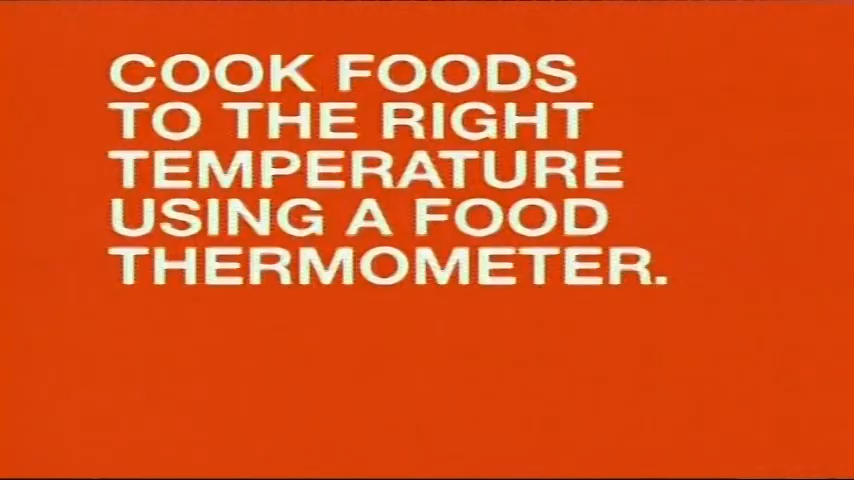 COOK FOODS
TO THE RIGHT
TEMPERATURE
USING A FOOD
THERMOMETER.